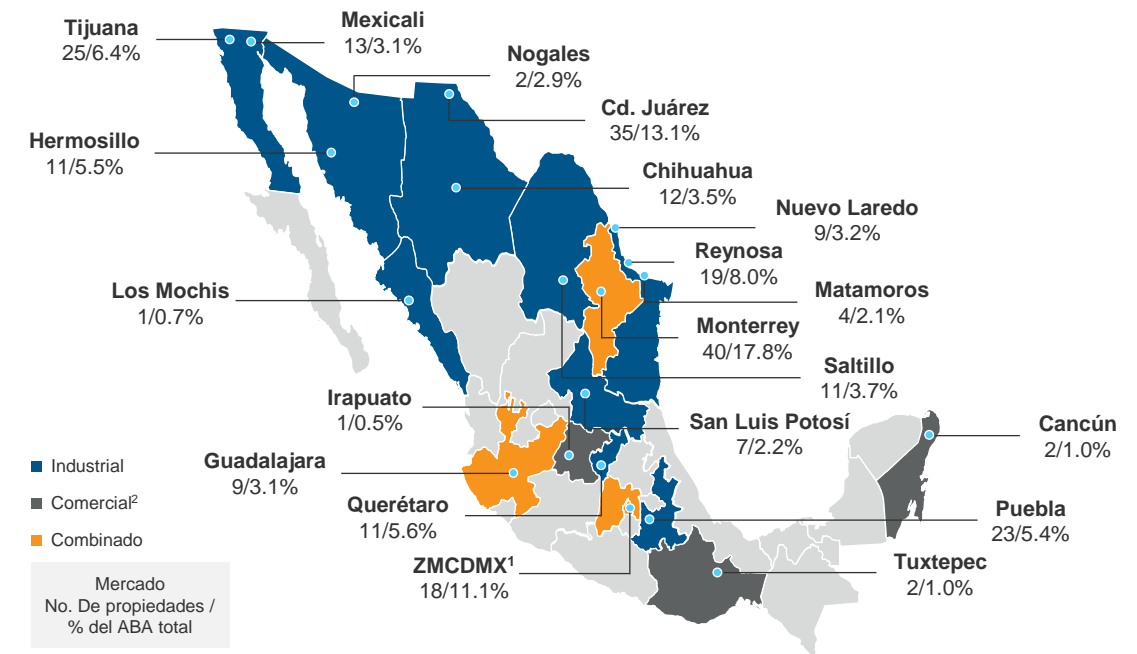 Tijuana
25/6.4%
Mexicali
13/3.1%
Nogales
2/2.9%
Cd. Juárez
35/13.1%
Hermosillo
11/5.5%
Chihuahua
12/3.5%
Nuevo Laredo
9/3.2%
Reynosa
19/8.0%
Matamoros
4/2.1%
Los Mochis
1/0.7%
Monterrey
40/17.8%
Saltillo
11/3.7%
Irapuato
1/0.5%
San Luis Potosí
7/2.2%
Cancún
2/1.0%
Guadalajara
9/3.1%
Querétaro
11/5.6%
Puebla
23/5.4%
ZMCDMX¹
18/11.1%
Tuxtepec
2/1.0%
Industrial
Comercial²
Combinado
Mercado
No. De propiedades /
% del ABA total